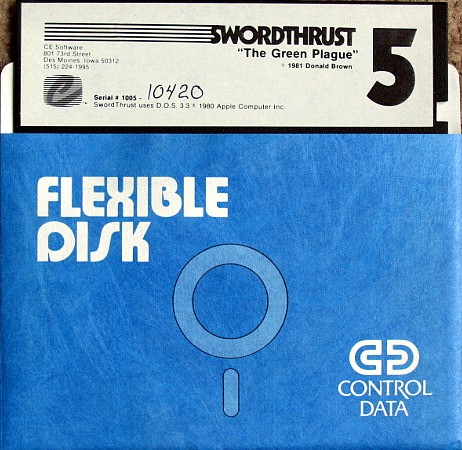 SWORDTHRUST
"The Green Plague"
© 1981 Donald Brown
5
CE Software
801 73rd Street
Des Moines, Iowa 50312
(515) 224-1995
Serial # 1005 - 10420
SwordThrust uses D.O.S. 3.3 © 1980 Apple Computer Inc.
FLEXIBLE
DISK
CONTROL
DATA